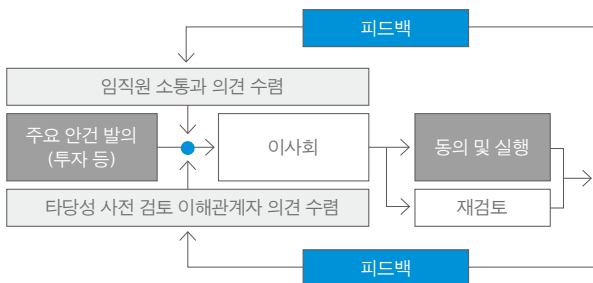 피드백
임직원 소통과 의견 수렴
주요 안건 발의
(투자 등)
이사회
동의 및 실행
재검토
타당성 사전 검토 이해관계자 의견 수렴
피드백